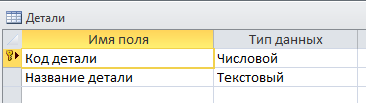 Детали
Имя поля Тип данных
Код детали Числовой
Название детали Текстовый